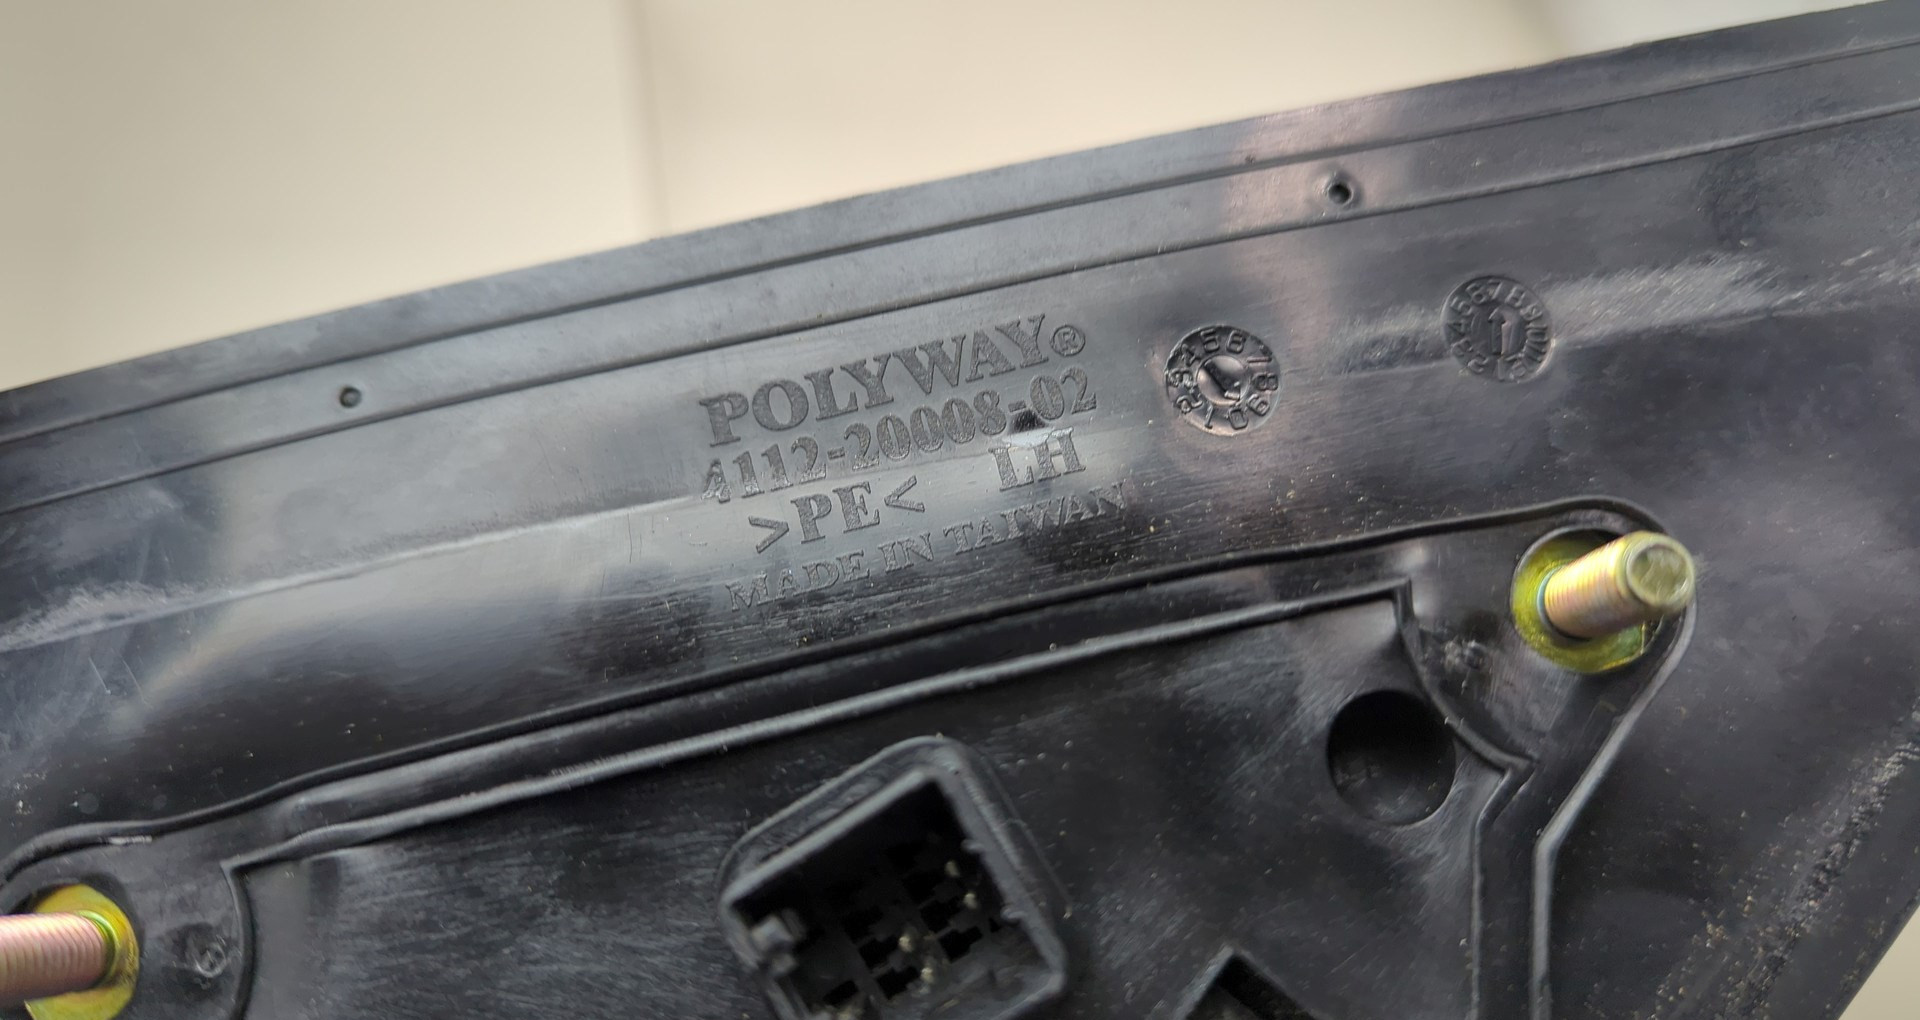 POLYWAY®
4112-20008-02
>PE< LH
MADE IN TAIWAN